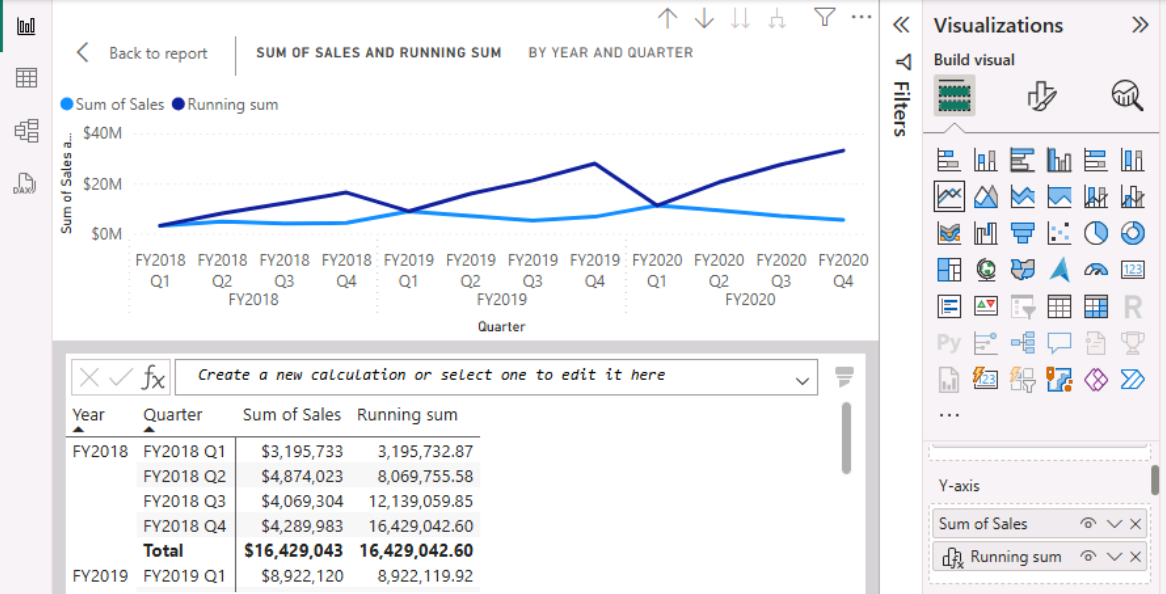 Back to report
SUM OF SALES AND RUNNING SUM BY YEAR AND QUARTER
Sum of Sales Running sum
Sum of Sales a...
$40M
$20M
$0M
FY2018 FY2018 FY2018 FY2018 FY2019 FY2019 FY2019 FY2019 FY2020 FY2020 FY2020 FY2020
Q1 Q2 Q3 Q4 Q1 Q2 Q3 Q4 Q1 Q2 Q3 Q4
FY2018 FY2019 FY2020
Quarter
fx Create a new calculation or select one to edit it here
Year Quarter Sum of Sales Running sum
FY2018 FY2018 Q1 $3,195,733 3,195,732.87
FY2018 Q2 $4,874,023 8,069,755.58
FY2018 Q3 $4,069,304 12,139,059.85
FY2018 Q4 $4,289,983 16,429,042.60
Total $16,429,043 16,429,042.60
FY2019 FY2019 Q1 $8,922,120 8,922,119.92
DAX
Filters
Visualizations
Build visual
123
R
Py
123
...
Y-axis
Sum of Sales
fx Running sum